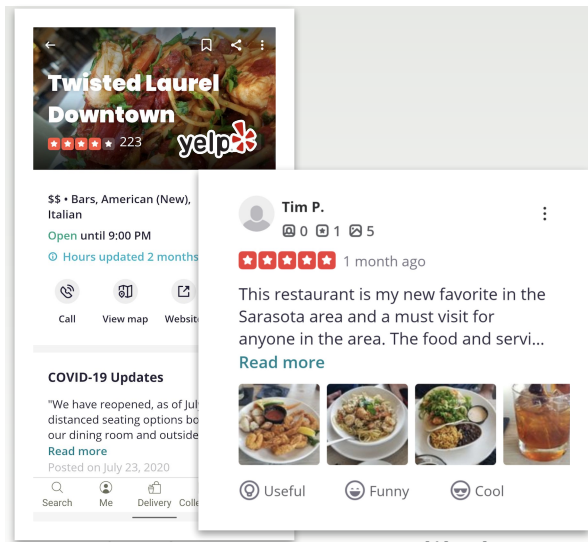 Twisted Laurel
Downtown
223
yelp
$$ • Bars, American (New),
Italian
Open until 9:00 PM
Hours updated 2 months
Call
View map
COVID-19 Updates
"We have reopened, as of
distanced seating options
our dining room and outside
Read more
Posted on July 23, 2020
Search
Me
Delivery
Tim P.
0 1 5
1 month ago
This restaurant is my new favorite in the
Sarasota area and a must visit for
anyone in the area. The food and servi...
Read more
Useful
Funny
Cool